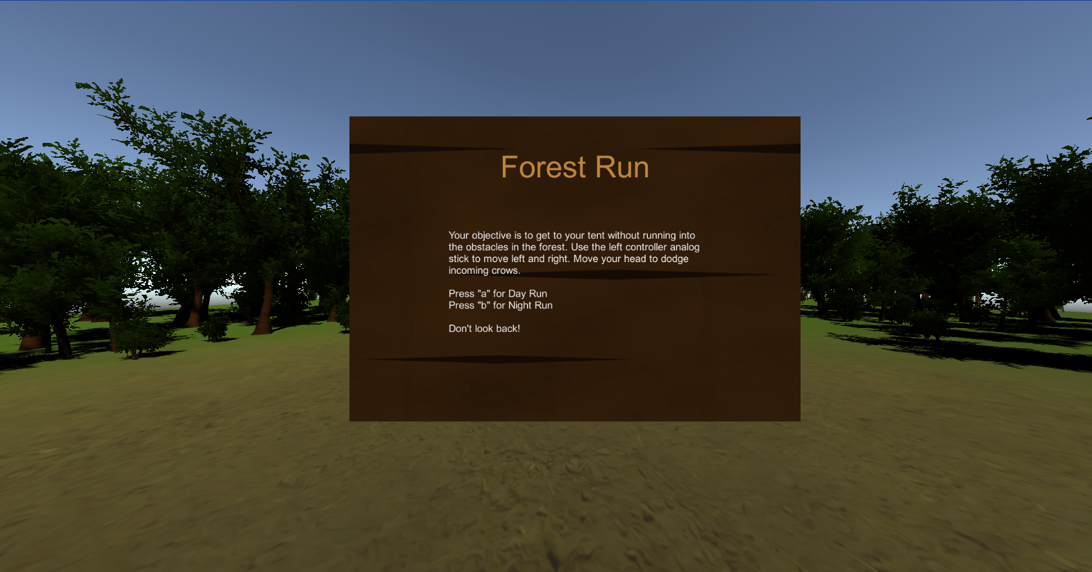 Forest Run
Your objective is to get to your tent without running into
the obstacles in the forest. Use the left controller analog
stick to move left and right. Move your head to dodge
incoming crows.
Press "a" for Day Run
Press "b" for Night Run
Don't look back!